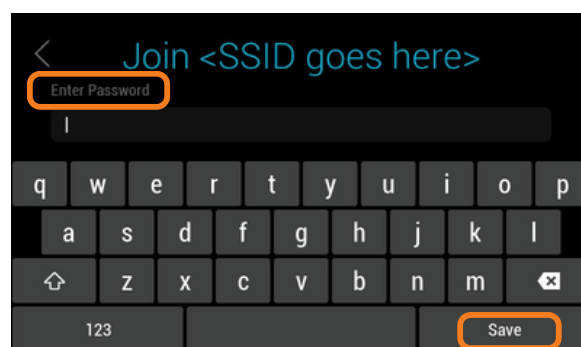 Join <SSID goes here>
Enter Password
q w e r t y u i o p
a s d f g h j k l
z x c v b n m
123 Save